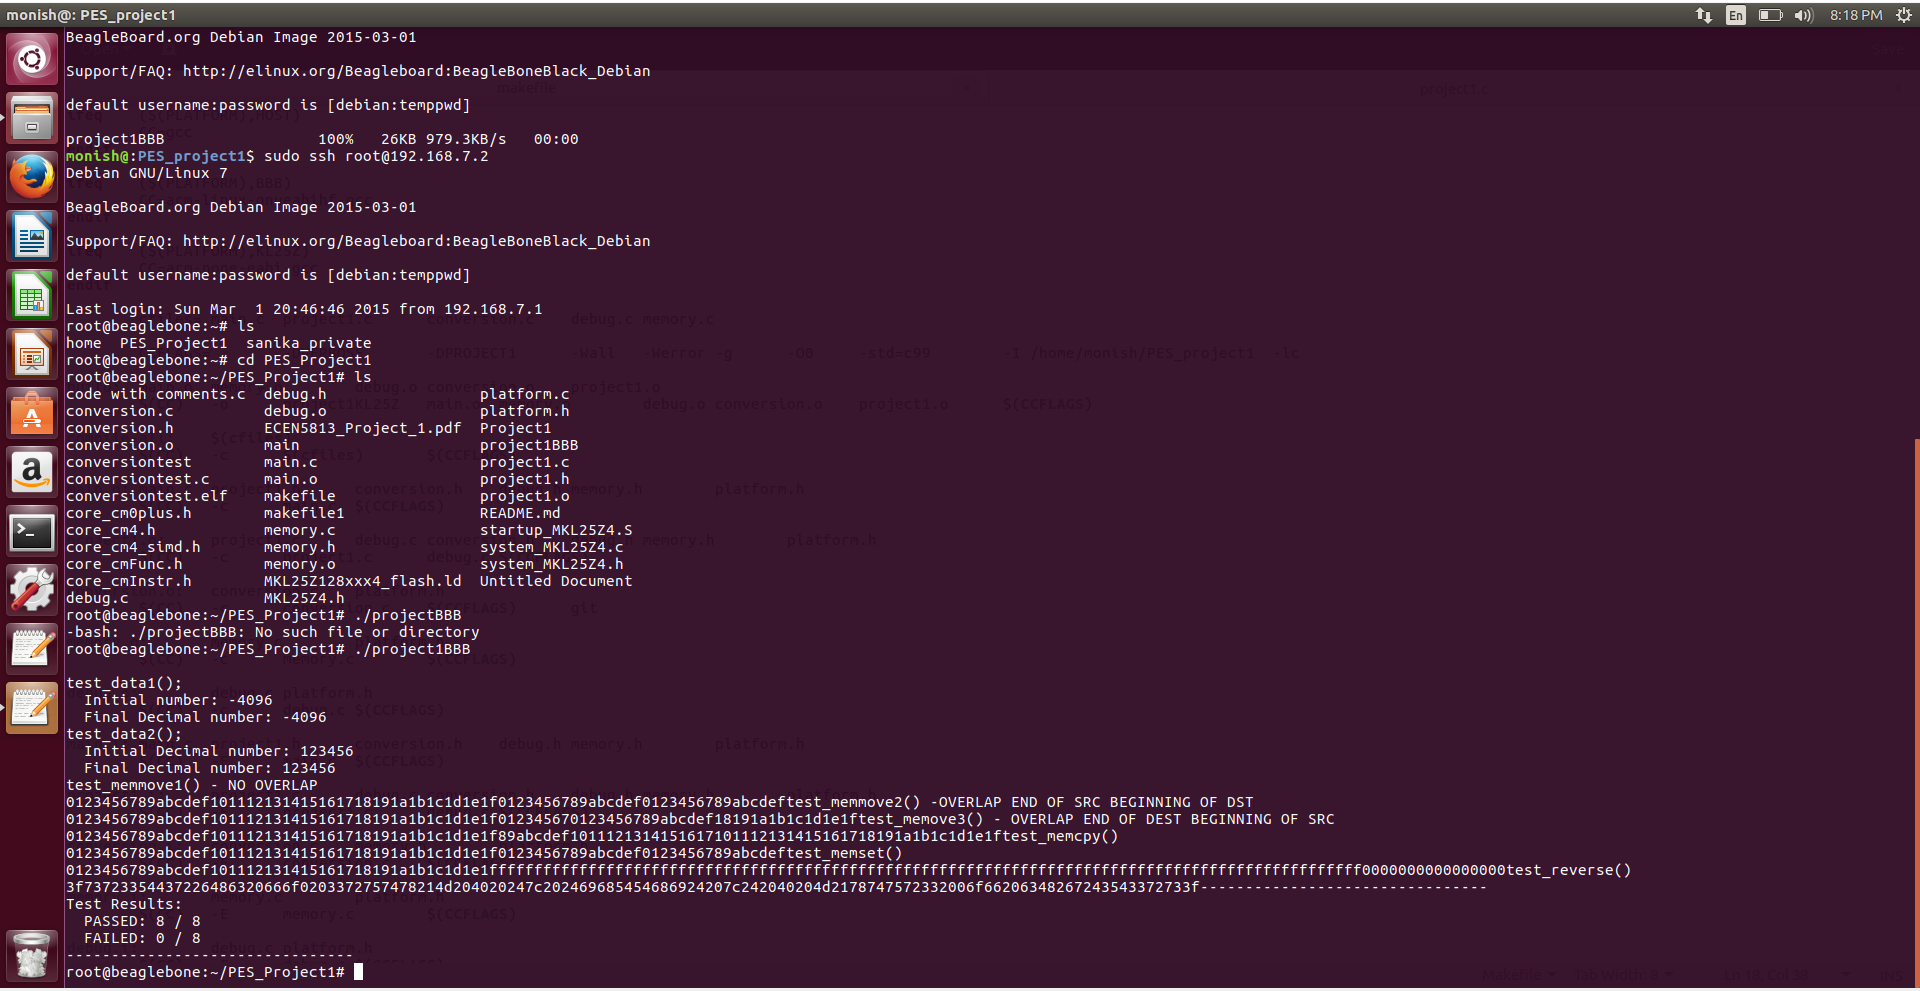 monish@: PES_project1
En
8:18 PM
BeagleBoard.org Debian Image 2015-03-01
Support/FAQ: http://elinux.org/Beagleboard:BeagleBoneBlack_Debian
default username:password is [debian:temppwd]
project1BBB                 100%   26KB 979.3KB/s   00:00
monish@:PES_project1$ sudo ssh root@192.168.7.2
Debian GNU/Linux 7
BeagleBoard.org Debian Image 2015-03-01
Support/FAQ: http://elinux.org/Beagleboard:BeagleBoneBlack_Debian
default username:password is [debian:temppwd]
Last login: Sun Mar  1 20:46:46 2015 from 192.168.7.1
root@beaglebone:~# ls
home  PES_Project1  sanika_private
root@beaglebone:~# cd PES_Project1
root@beaglebone:~/PES_Project1# ls
code with comments.c  debug.h                 platform.c
conversion.c          debug.o                 platform.h
conversion.h          ECEN5813_Project_1.pdf  Project1
conversion.o          main                    project1BBB
conversiontest        main.c                  project1.c
conversiontest.c      main.o                  project1.h
conversiontest.elf    makefile                project1.o
core_cm0plus.h        makefile1               README.md
core_cm4.h            memory.c                startup_MKL25Z4.S
core_cm4_simd.h       memory.h                system_MKL25Z4.c
core_cmFunc.h         memory.o                system_MKL25Z4.h
core_cmInstr.h        MKL25Z128xxx4_flash.ld  Untitled Document
debug.c               MKL25Z4.h
root@beaglebone:~/PES_Project1# ./projectBBB
-bash: ./projectBBB: No such file or directory
root@beaglebone:~/PES_Project1# ./project1BBB
test_data1();
  Initial number: -4096
  Final Decimal number: -4096
test_data2();
  Initial Decimal number: 123456
  Final Decimal number: 123456
test_memmove1() - NO OVERLAP
0123456789abcdef101112131415161718191a1b1c1d1e1f0123456789abcdef0123456789abcdeftest_memmove2() -OVERLAP END OF SRC BEGINNING OF DST
0123456789abcdef101112131415161718191a1b1c1d1e1f012345670123456789abcdef18191a1b1c1d1e1ftest_memove3() - OVERLAP END OF DEST BEGINNING OF SRC
0123456789abcdef101112131415161718191a1b1c1d1e1f89abcdef1011121314151617101112131415161718191a1b1c1d1e1ftest_memcpy()
0123456789abcdef101112131415161718191a1b1c1d1e1f0123456789abcdef0123456789abcdeftest_memset()
0123456789abcdef101112131415161718191a1b1c1d1e1ffffffffffffffffffffffffffffffffffffffffffffffffffffffffffffffffffffffffffffffffffffffffffffffff0000000000000000test_reverse()
3f73723354437226486320666f0203372757478214d204020247c202469685454686924207c242040204d2178747572332006f66206348267243543372733f--------------------------------
Test Results:
  PASSED: 8 / 8
  FAILED: 0 / 8
--------------------------------
root@beaglebone:~/PES_Project1#